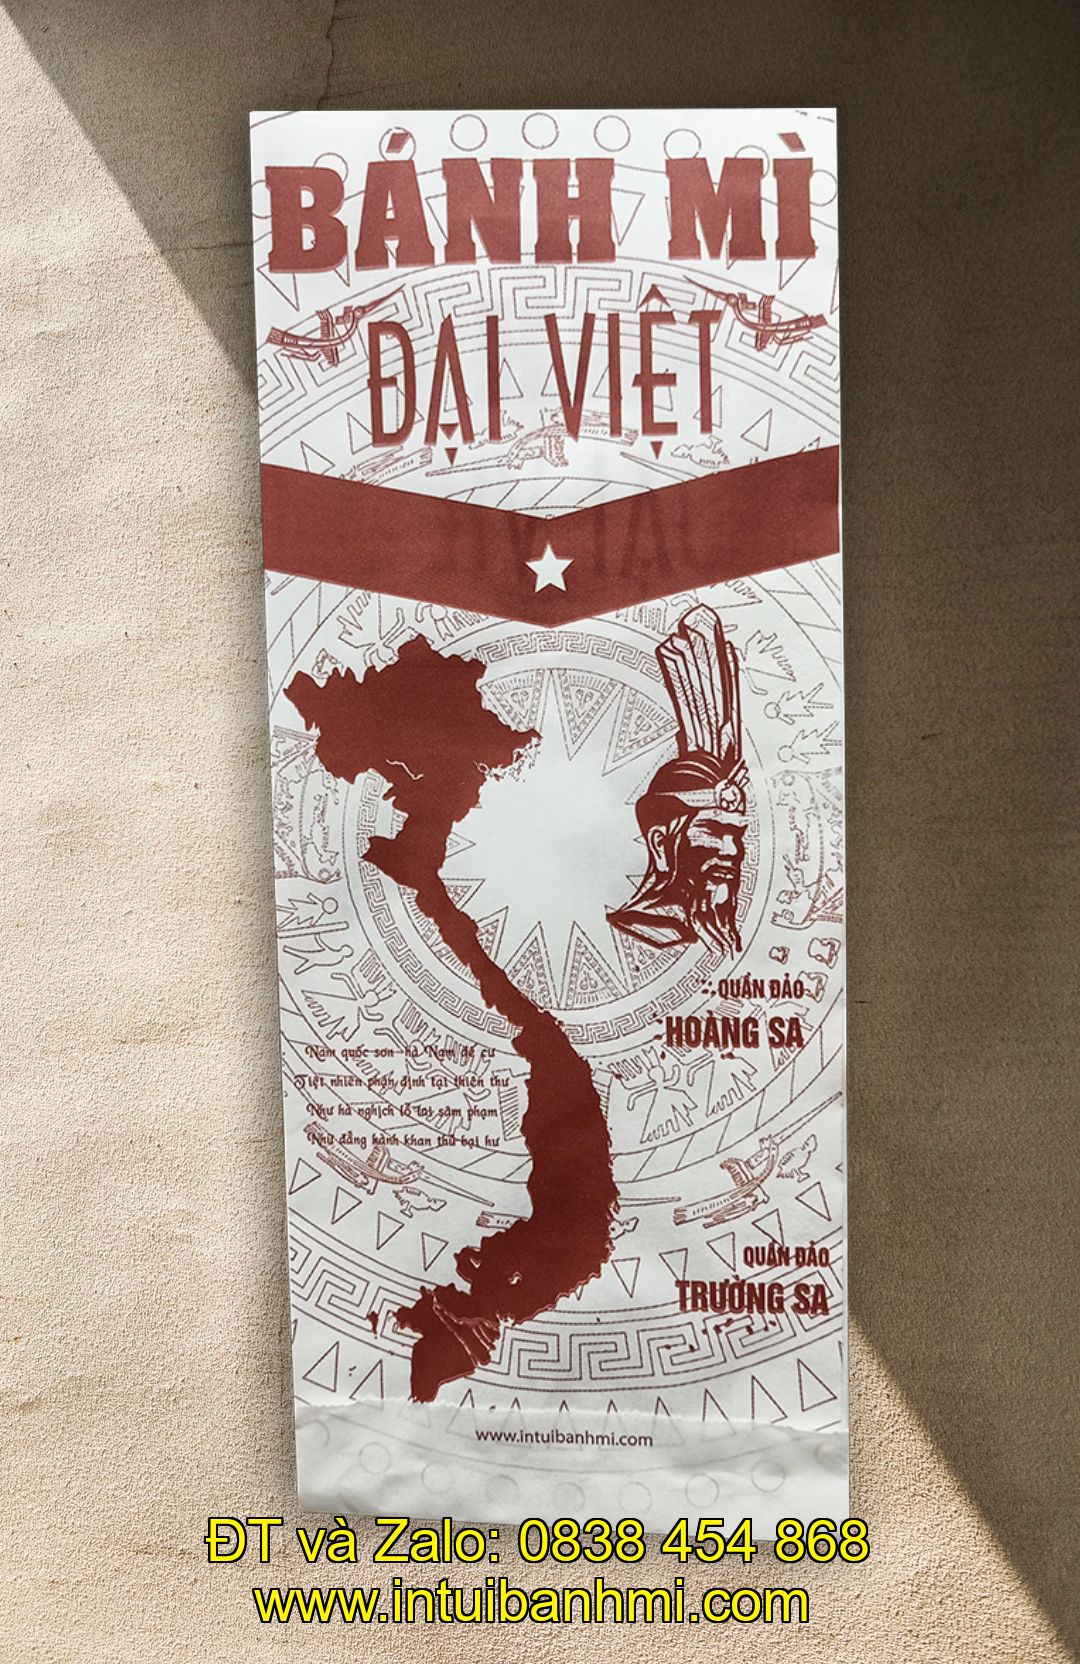 BÁNH MÌ
ĐẠI VIỆT
QUẦN ĐẢO
HOÀNG SA
Nam quốc sơn hà Nam đế cư
Tiệt nhiên phận định tại thiên thư
Như hà nghịch lỗ lai xâm phạm
Nhữ đẳng hành khan thủ bại hư
QUẦN ĐẢO
TRƯỜNG SA
www.intuibanhmi.com
ĐT và Zalo: 0838 454 868
www.intuibanhmi.com